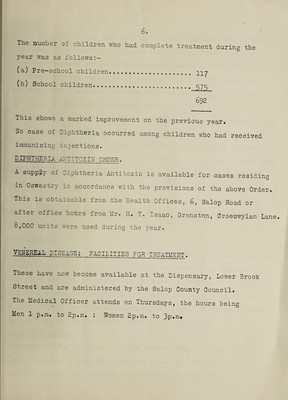 6.
The number of children who had complete treatment during the
year was as follows:-
(a) Pre-school children..................... 117
(b) School children......................... 575
692
This shows a marked improvement on the previous year.
No case of Diphtheria occurred among children who had received
immunising injections.
DIPHTHERIA ANTITOXIN ORDER.
A supply of Diphtheria Antitoxin is available for cases residing
in Oswestry in accordance with the provisions of the above Order.
This is obtainable from the Health Offices, 6, Salop Road or
after office hours from Mr. H. T. Isaac, Grenston, Croeswylan Lane.
8,000 units were used during the year.
VENEREAL DISEASE: FACILITIES FOR TREATMENT.
These have now become available at the Dispensary, Lower Brook
Street and are administered by the Salop County Council.
The Medical Officer attends on Thursdays, the hours being
Men 1 p.m. to 2p.m. : Women 2p.m. to 3p.m.